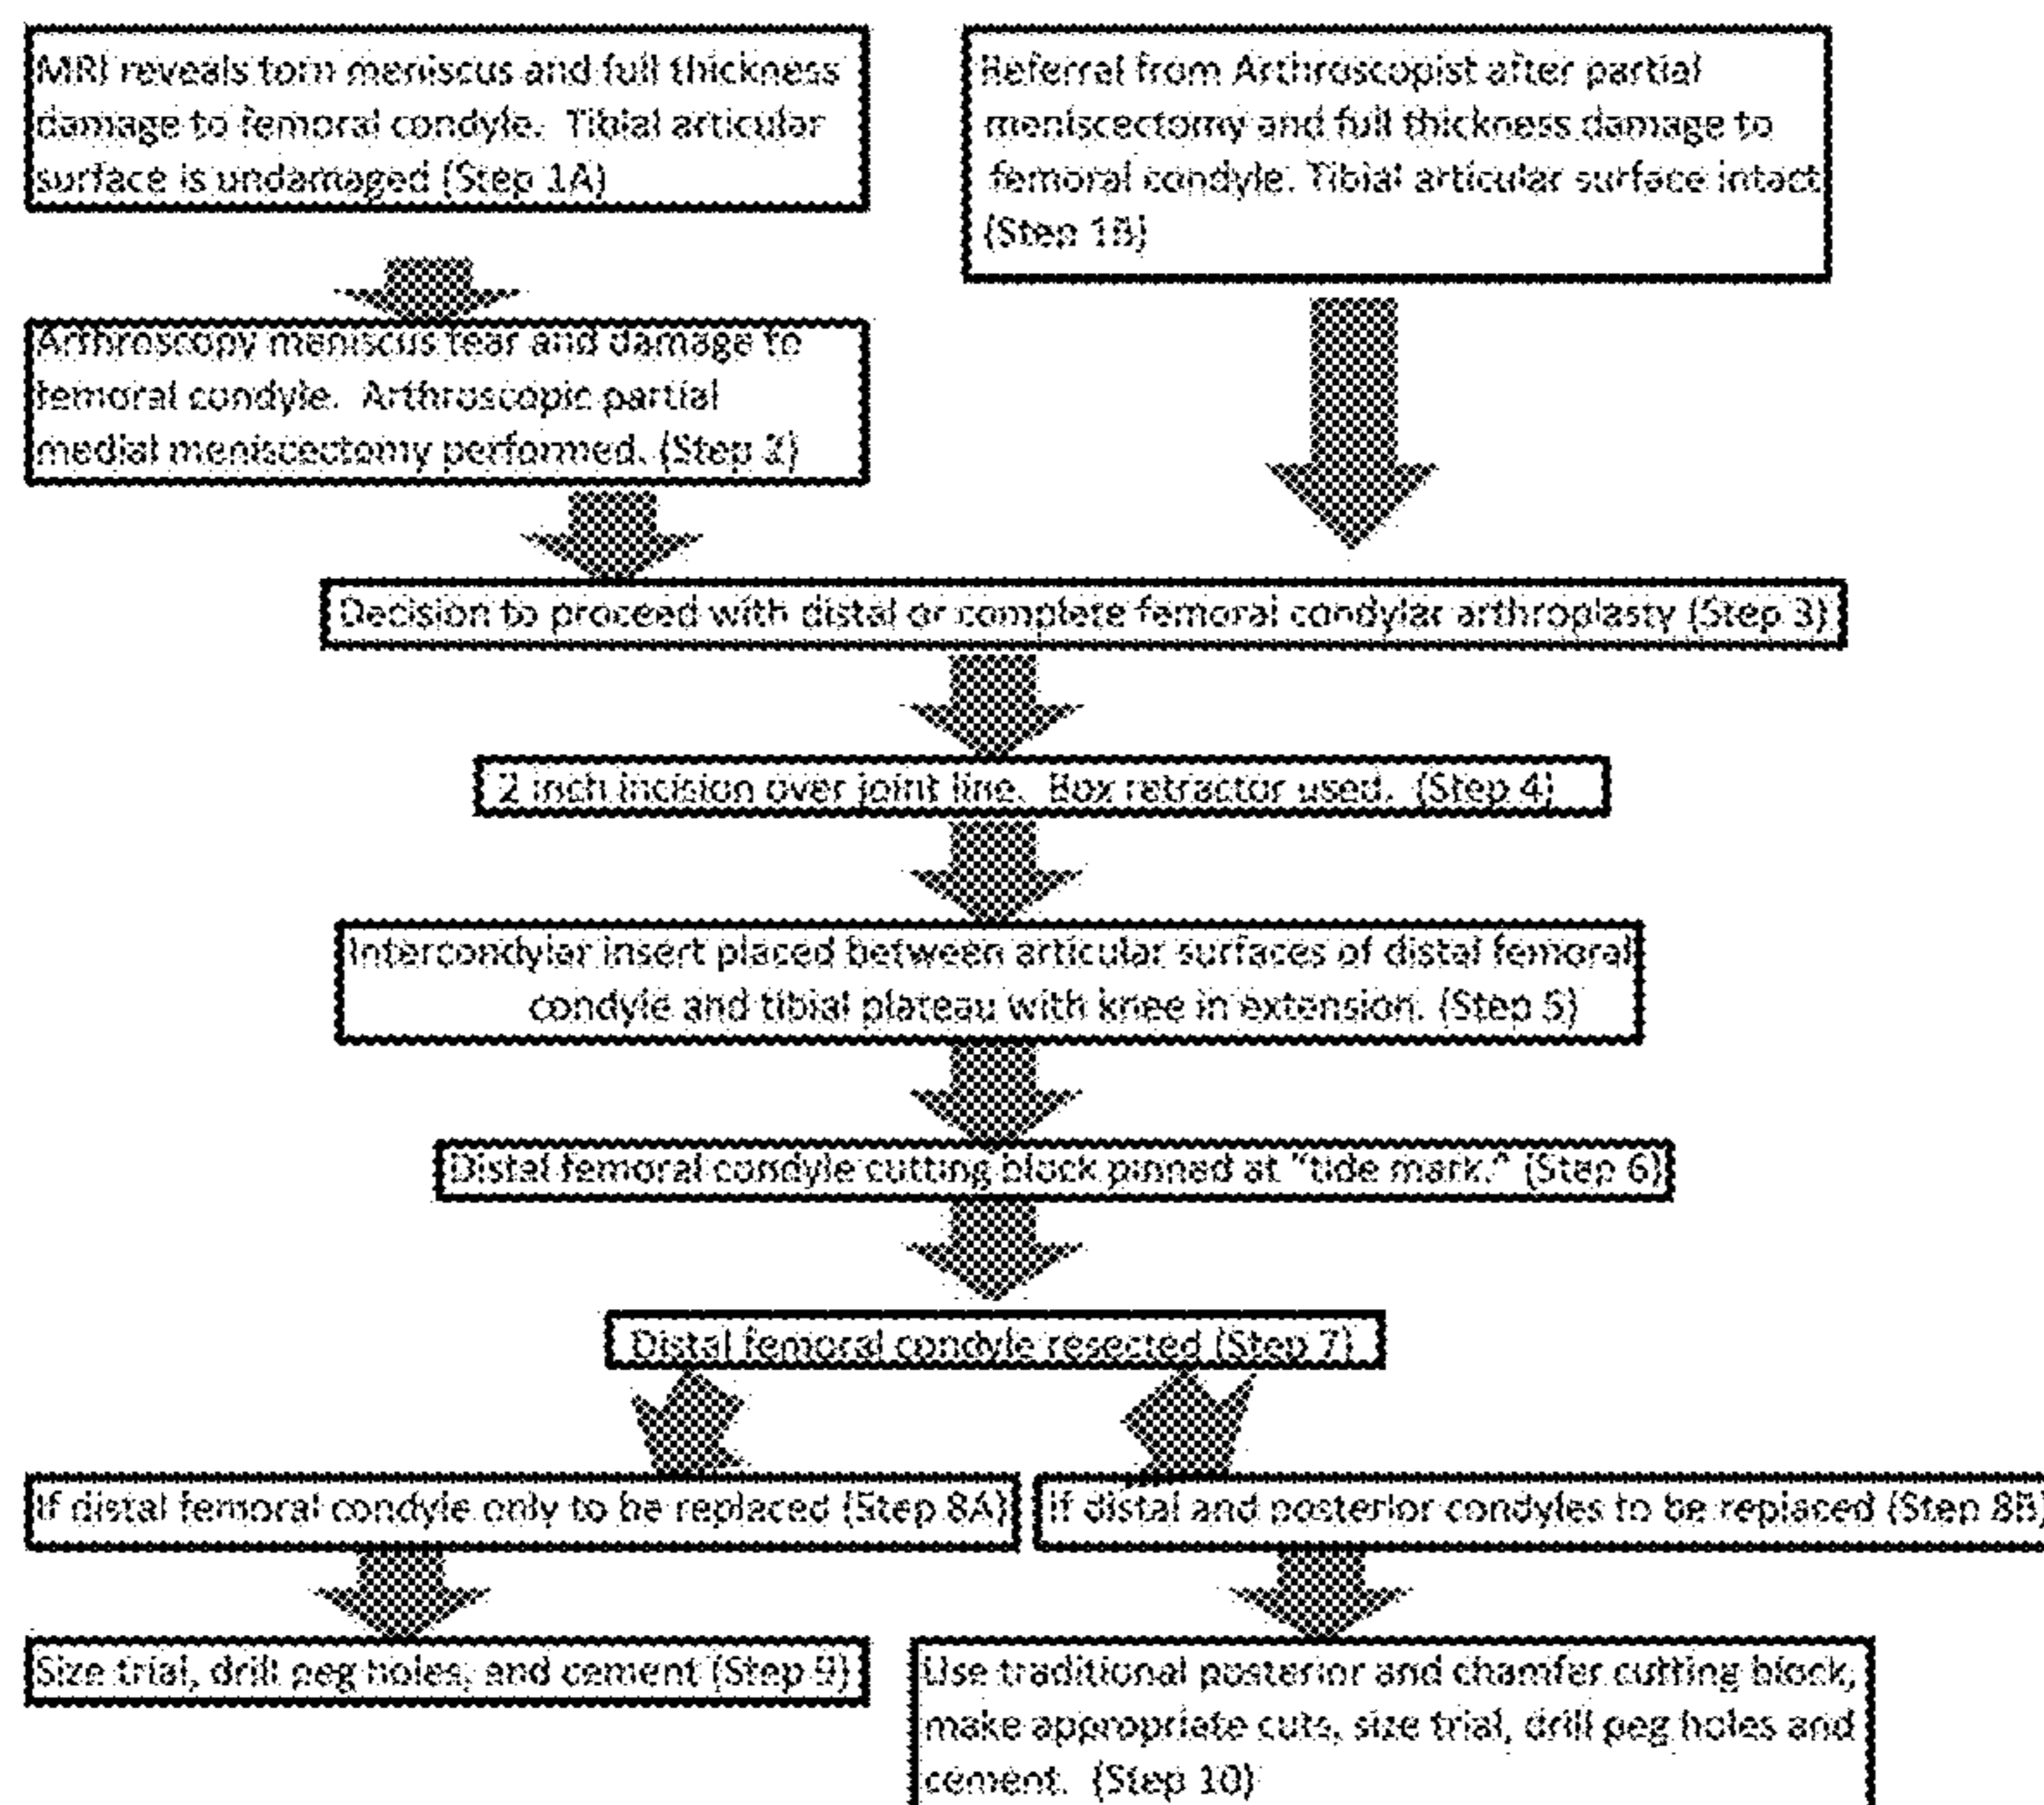 MRI reveals torn meniscus and full thickness
damage to femoral condyle. Tibial articular
surface is undamaged (Step 1A)
Referral from Arthroscopist after partial
meniscectomy and full thickness damage to
femoral condyle. Tibial articular surface intact
(Step 1B)
Arthroscopy meniscus tear and damage to
femoral condyle. Arthroscopic partial
medial meniscectomy performed. (Step 2)
Decision to proceed with distal or complete femoral condylar arthroplasty (Step 3)
2 inch incision over joint line. Box retractor used. (Step 4)
Intercondylar insert placed between articular surfaces of distal femoral
condyle and tibial plateau with knee in extension. (Step 5)
Distal femoral condyle cutting block pinned at "tide mark." (Step 6)
Distal femoral condyle resected (Step 7)
If distal femoral condyle only to be replaced (Step 8A)
If distal and posterior condyles to be replaced (Step 8B)
Size trial, drill peg holes, and cement (Step 9)
Use traditional posterior and chamfer cutting block,
make appropriate cuts, size trial, drill peg holes and
cement. (Step 10)